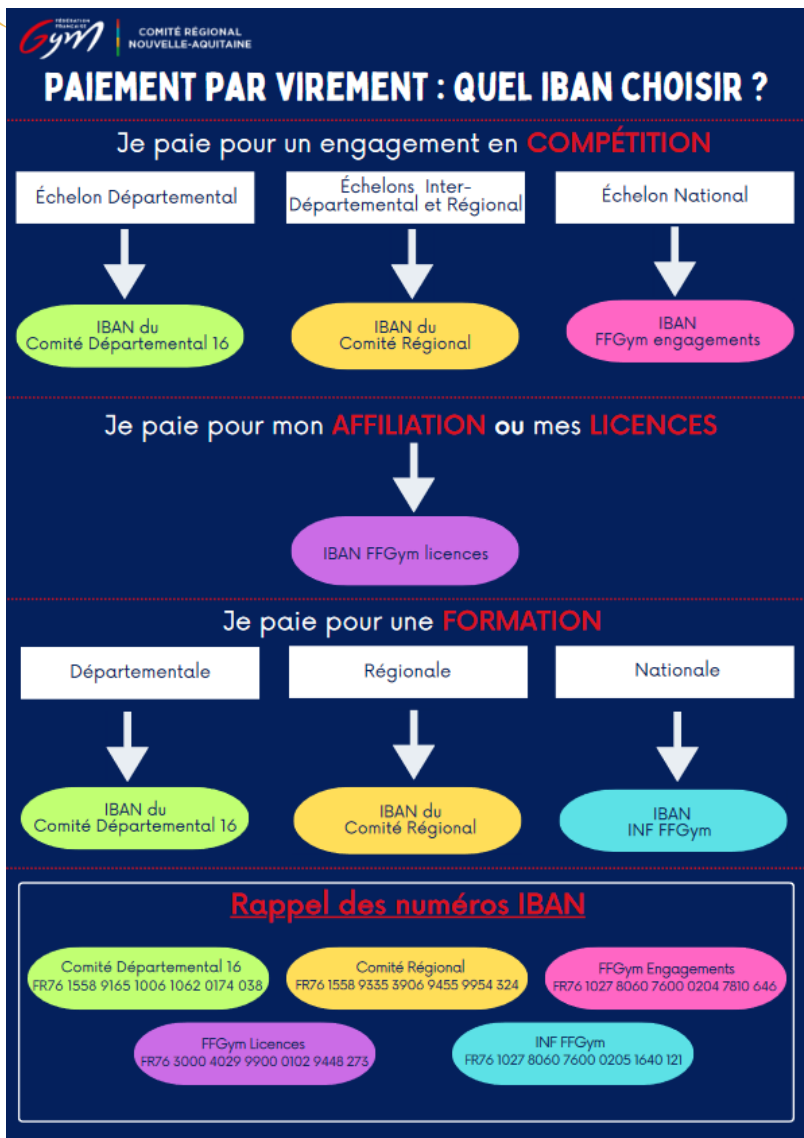 FÉDÉRATION
FRANÇAISE
Gym
COMITÉ RÉGIONAL
NOUVELLE-AQUITAINE
PAIEMENT PAR VIREMENT : QUEL IBAN CHOISIR ?
Je paie pour un engagement en COMPÉTITION
Échelon Départemental
Échelons Inter-
Départemental et Régional
Échelon National
IBAN du
Comité Départemental 16
IBAN du
Comité Régional
IBAN
FFGym engagements
Je paie pour mon AFFILIATION ou mes LICENCES
IBAN FFGym licences
Je paie pour une FORMATION
Départementale
Régionale
Nationale
IBAN du
Comité Départemental 16
IBAN du
Comité Régional
IBAN
INF FFGym
Rappel des numéros IBAN
Comité Départemental 16
FR76 1558 9165 1006 1062 0174 038
Comité Régional
FR76 1558 9335 3906 9455 9954 324
FFGym Engagements
FR76 1027 8060 7600 0204 7810 646
FFGym Licences
FR76 3000 4029 9900 0102 9448 273
INF FFGym
FR76 1027 8060 7600 0205 1640 121